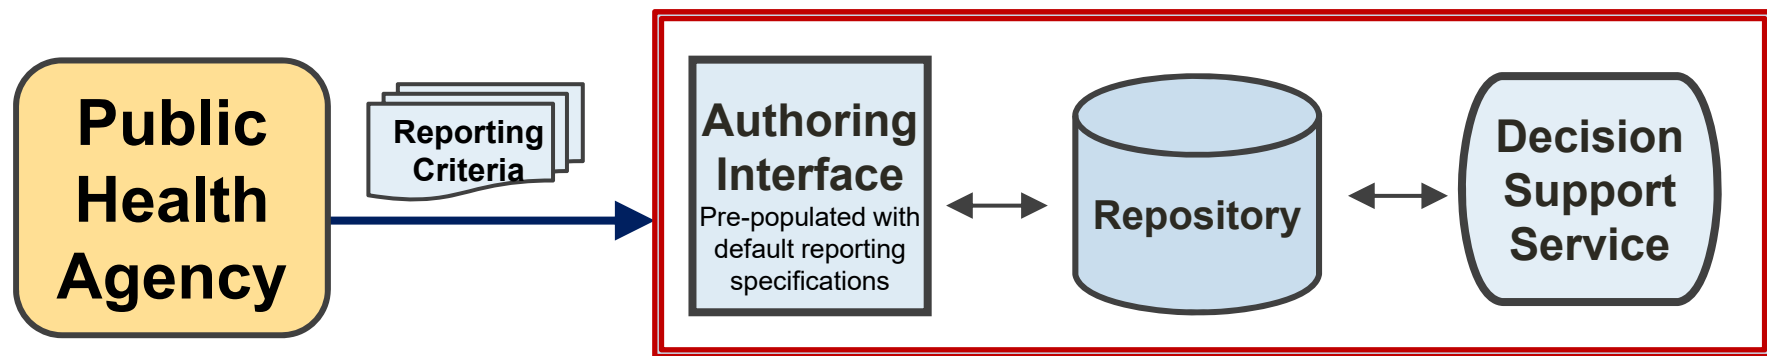 Public
Health
Agency
Reporting
Criteria
Authoring
Interface
Pre-populated with
default reporting
specifications
Repository
Decision
Support
Service